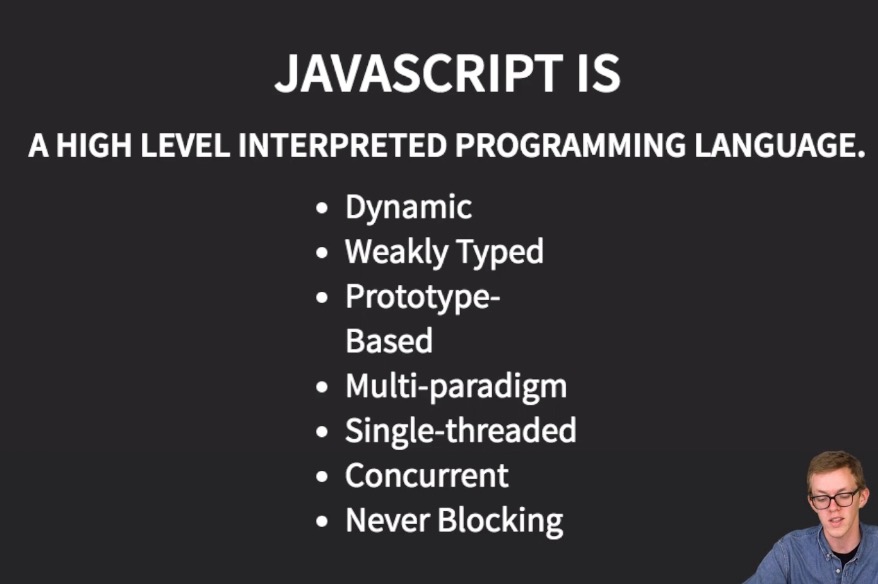 JAVASCRIPT IS
A HIGH LEVEL INTERPRETED PROGRAMMING LANGUAGE.
• Dynamic
• Weakly Typed
• Prototype-
Based
• Multi-paradigm
• Single-threaded
• Concurrent
• Never Blocking